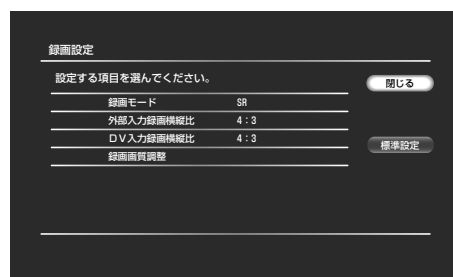 録画設定
設定する項目を選んでください。
閉じる
録画モード SR
外部入力録画横縦比 4：3
DV入力録画横縦比 4：3
標準設定
録画画質調整